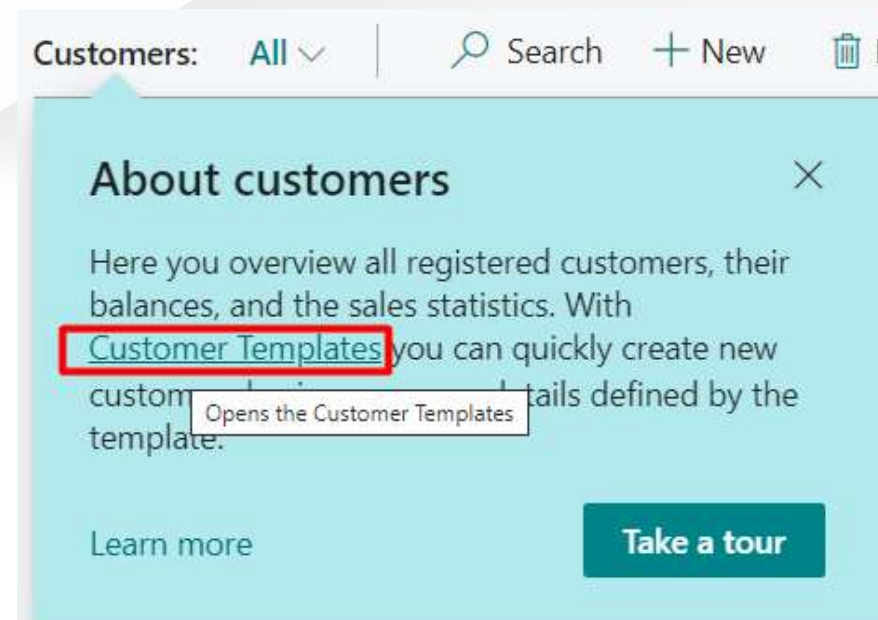 Customers: All Search New
About customers
Here you overview all registered customers, their
balances, and the sales statistics. With
Customer Templates you can quickly create new
tails defined by the
Opens the Customer Templates
template.
Learn more
Take a tour